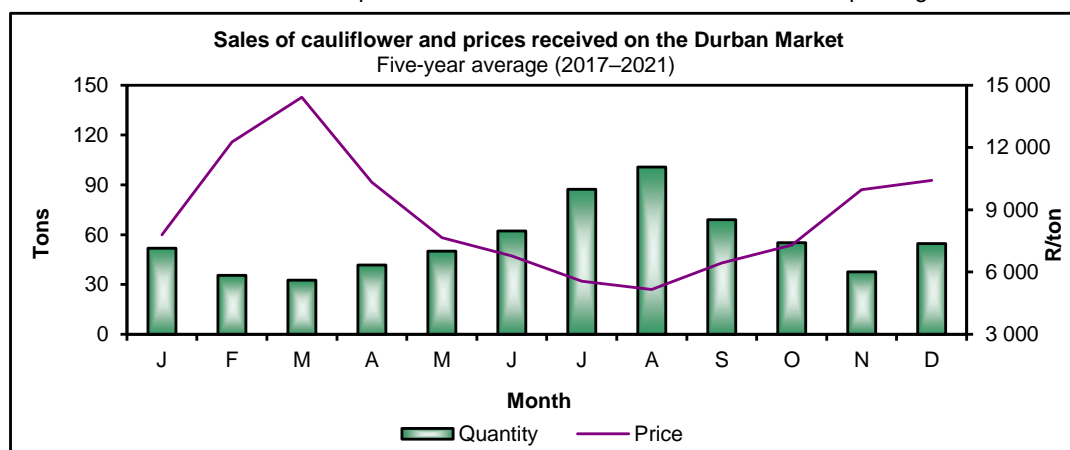 Sales of cauliflower and prices received on the Durban Market
Five-year average (2017–2021)
150
120
90
60
30
0
Tons
15 000
12 000
9 000
6 000
3 000
R/ton
J F M A M J J A S O N D
Month
Quantity Price